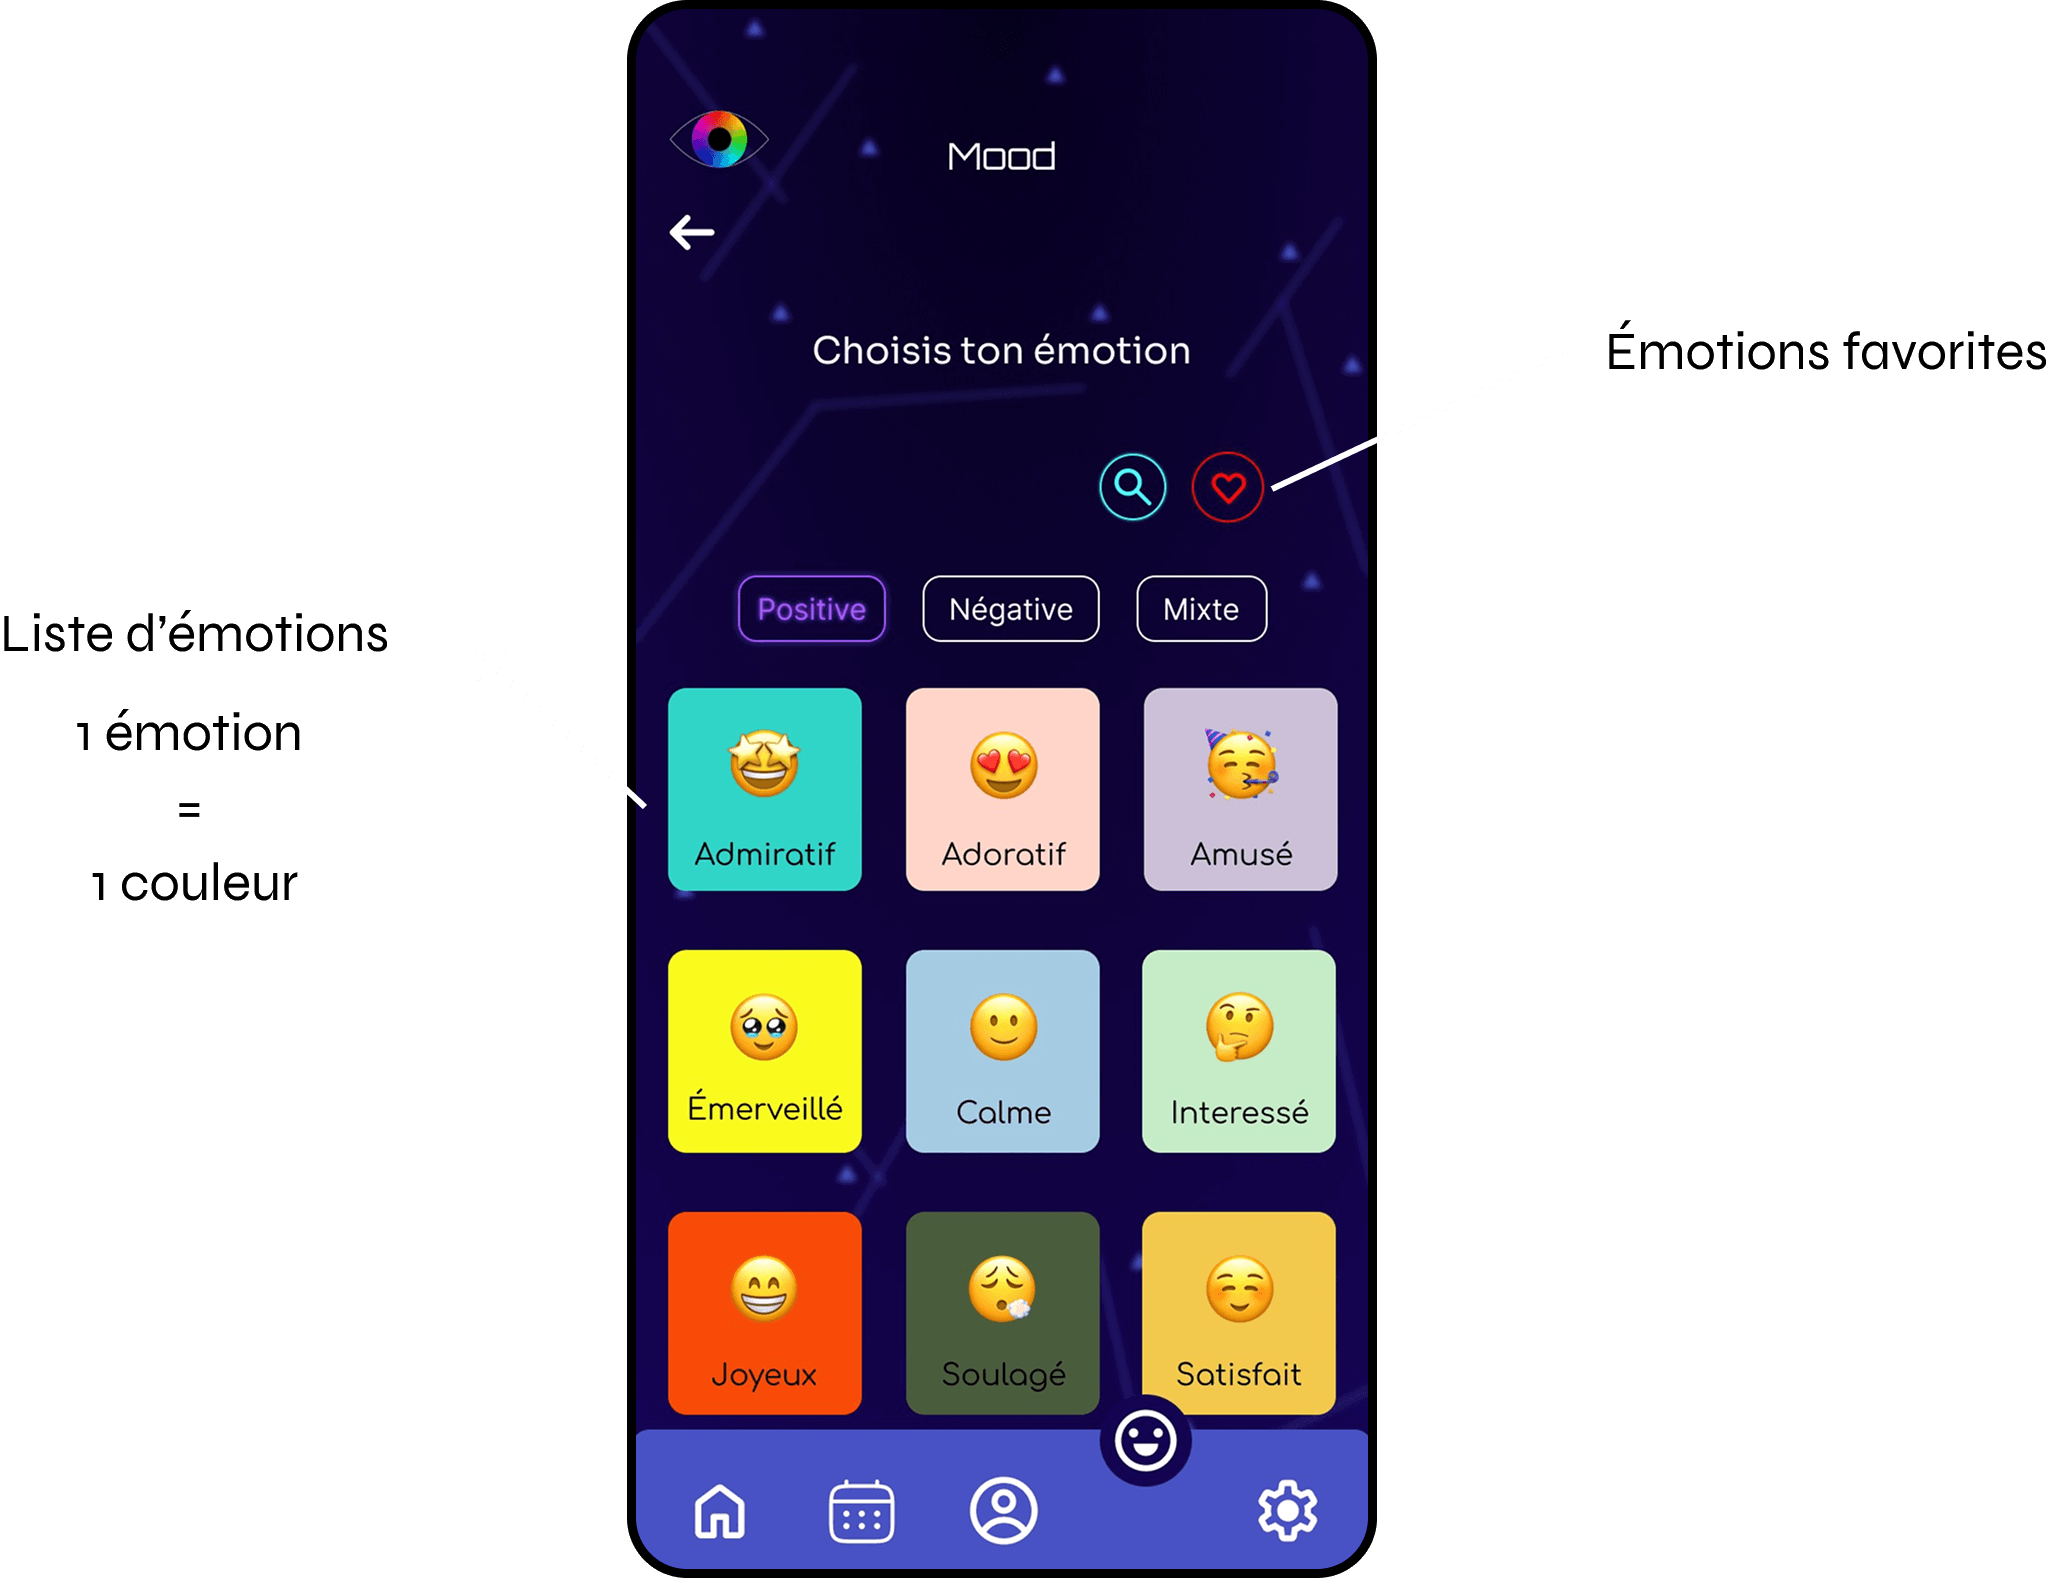 Mood
Choisis ton émotion
Émotions favorites
Positive Négative Mixte
Liste d’émotions
1 émotion
=
1 couleur
Admiratif Adoratif Amusé
Émerveillé Calme Interessé
Joyeux Soulagé Satisfait